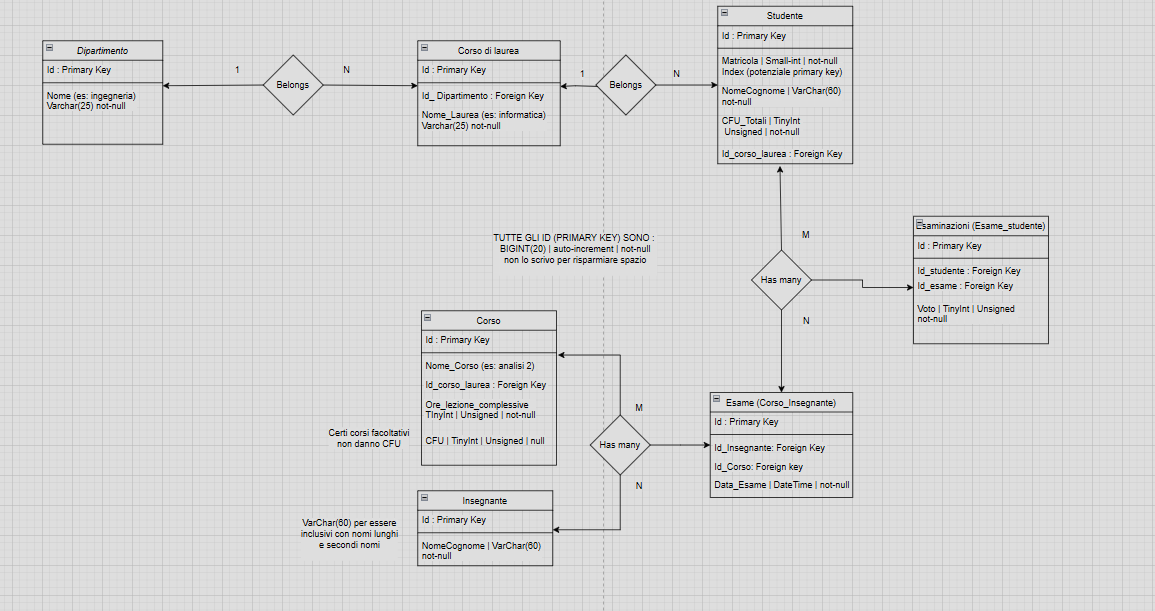 Dipartimento
Id : Primary Key
Nome (es: ingegneria)
Varchar(25) not-null
1
Belongs
N
Corso di laurea
Id : Primary Key
Id_ Dipartimento : Foreign Key
Nome_Laurea (es: informatica)
Varchar(25) not-null
1
Belongs
N
Studente
Id : Primary Key
Matricola | Small-int | not-null
Index (potenziale primary key)
NomeCognome | VarChar(60)
not-null
CFU_Totali | TinyInt
Unsigned | not-null
Id_corso_laurea : Foreign Key
TUTTE GLI ID (PRIMARY KEY) SONO :
BIGINT(20) | auto-increment | not-null
non lo scrivo per risparmiare spazio
M
Has many
N
Esaminazioni (Esame_studente)
Id : Primary Key
Id_studente : Foreign Key
Id_esame : Foreign Key
Voto | TinyInt | Unsigned
not-null
Corso
Id : Primary Key
Nome_Corso (es: analisi 2)
Id_corso_laurea : Foreign Key
Ore_lezione_complessive
TInyInt | Unsigned | not-null
CFU | TinyInt | Unsigned | null
Certi corsi facoltativi
non danno CFU
M
Has many
N
Esame (Corso_Insegnante)
Id : Primary Key
Id_Insegnante: Foreign Key
Id_Corso: Foreign key
Data_Esame | DateTime | not-null
Insegnante
Id : Primary Key
NomeCognome | VarChar(60)
not-null
VarChar(60) per essere
inclusivi con nomi lunghi
e secondi nomi